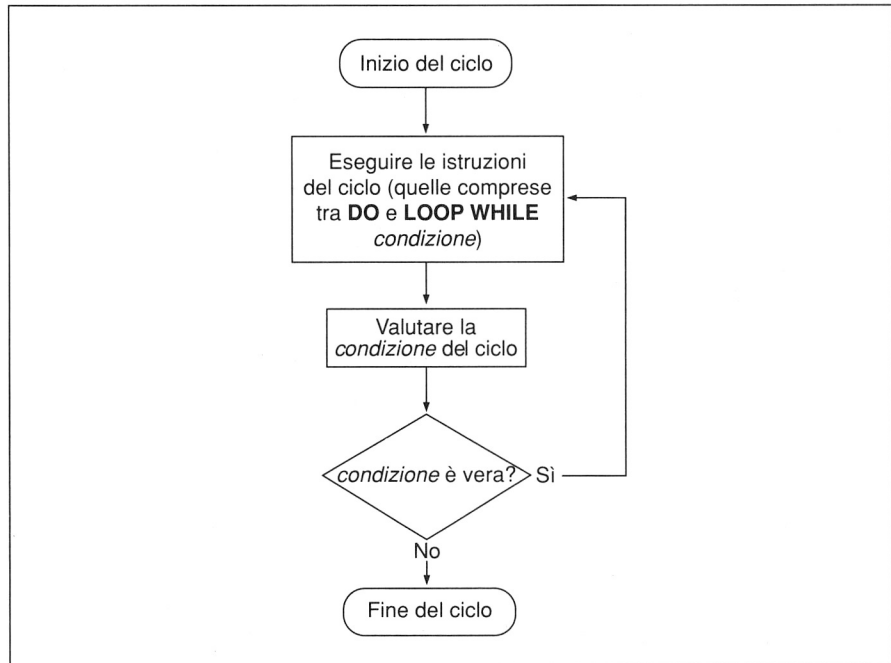 Inizio del ciclo
Eseguire le istruzioni
del ciclo (quelle comprese
tra DO e LOOP WHILE
condizione)
Valutare la
condizione del ciclo
condizione è vera?
Sì
No
Fine del ciclo